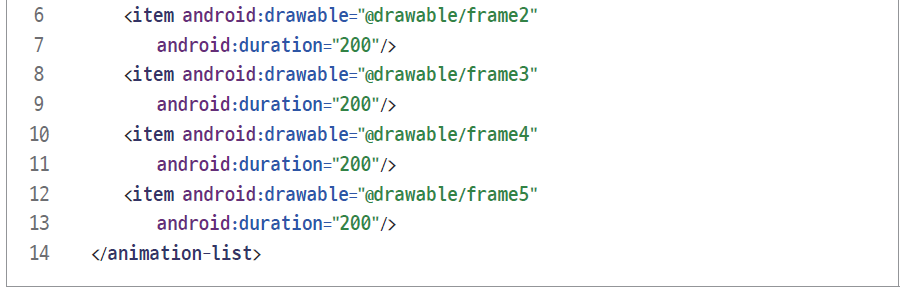 6 <item android:drawable="@drawable/frame2"
7 android:duration="200"/>
8 <item android:drawable="@drawable/frame3"
9 android:duration="200"/>
10 <item android:drawable="@drawable/frame4"
11 android:duration="200"/>
12 <item android:drawable="@drawable/frame5"
13 android:duration="200"/>
14 </animation-list>